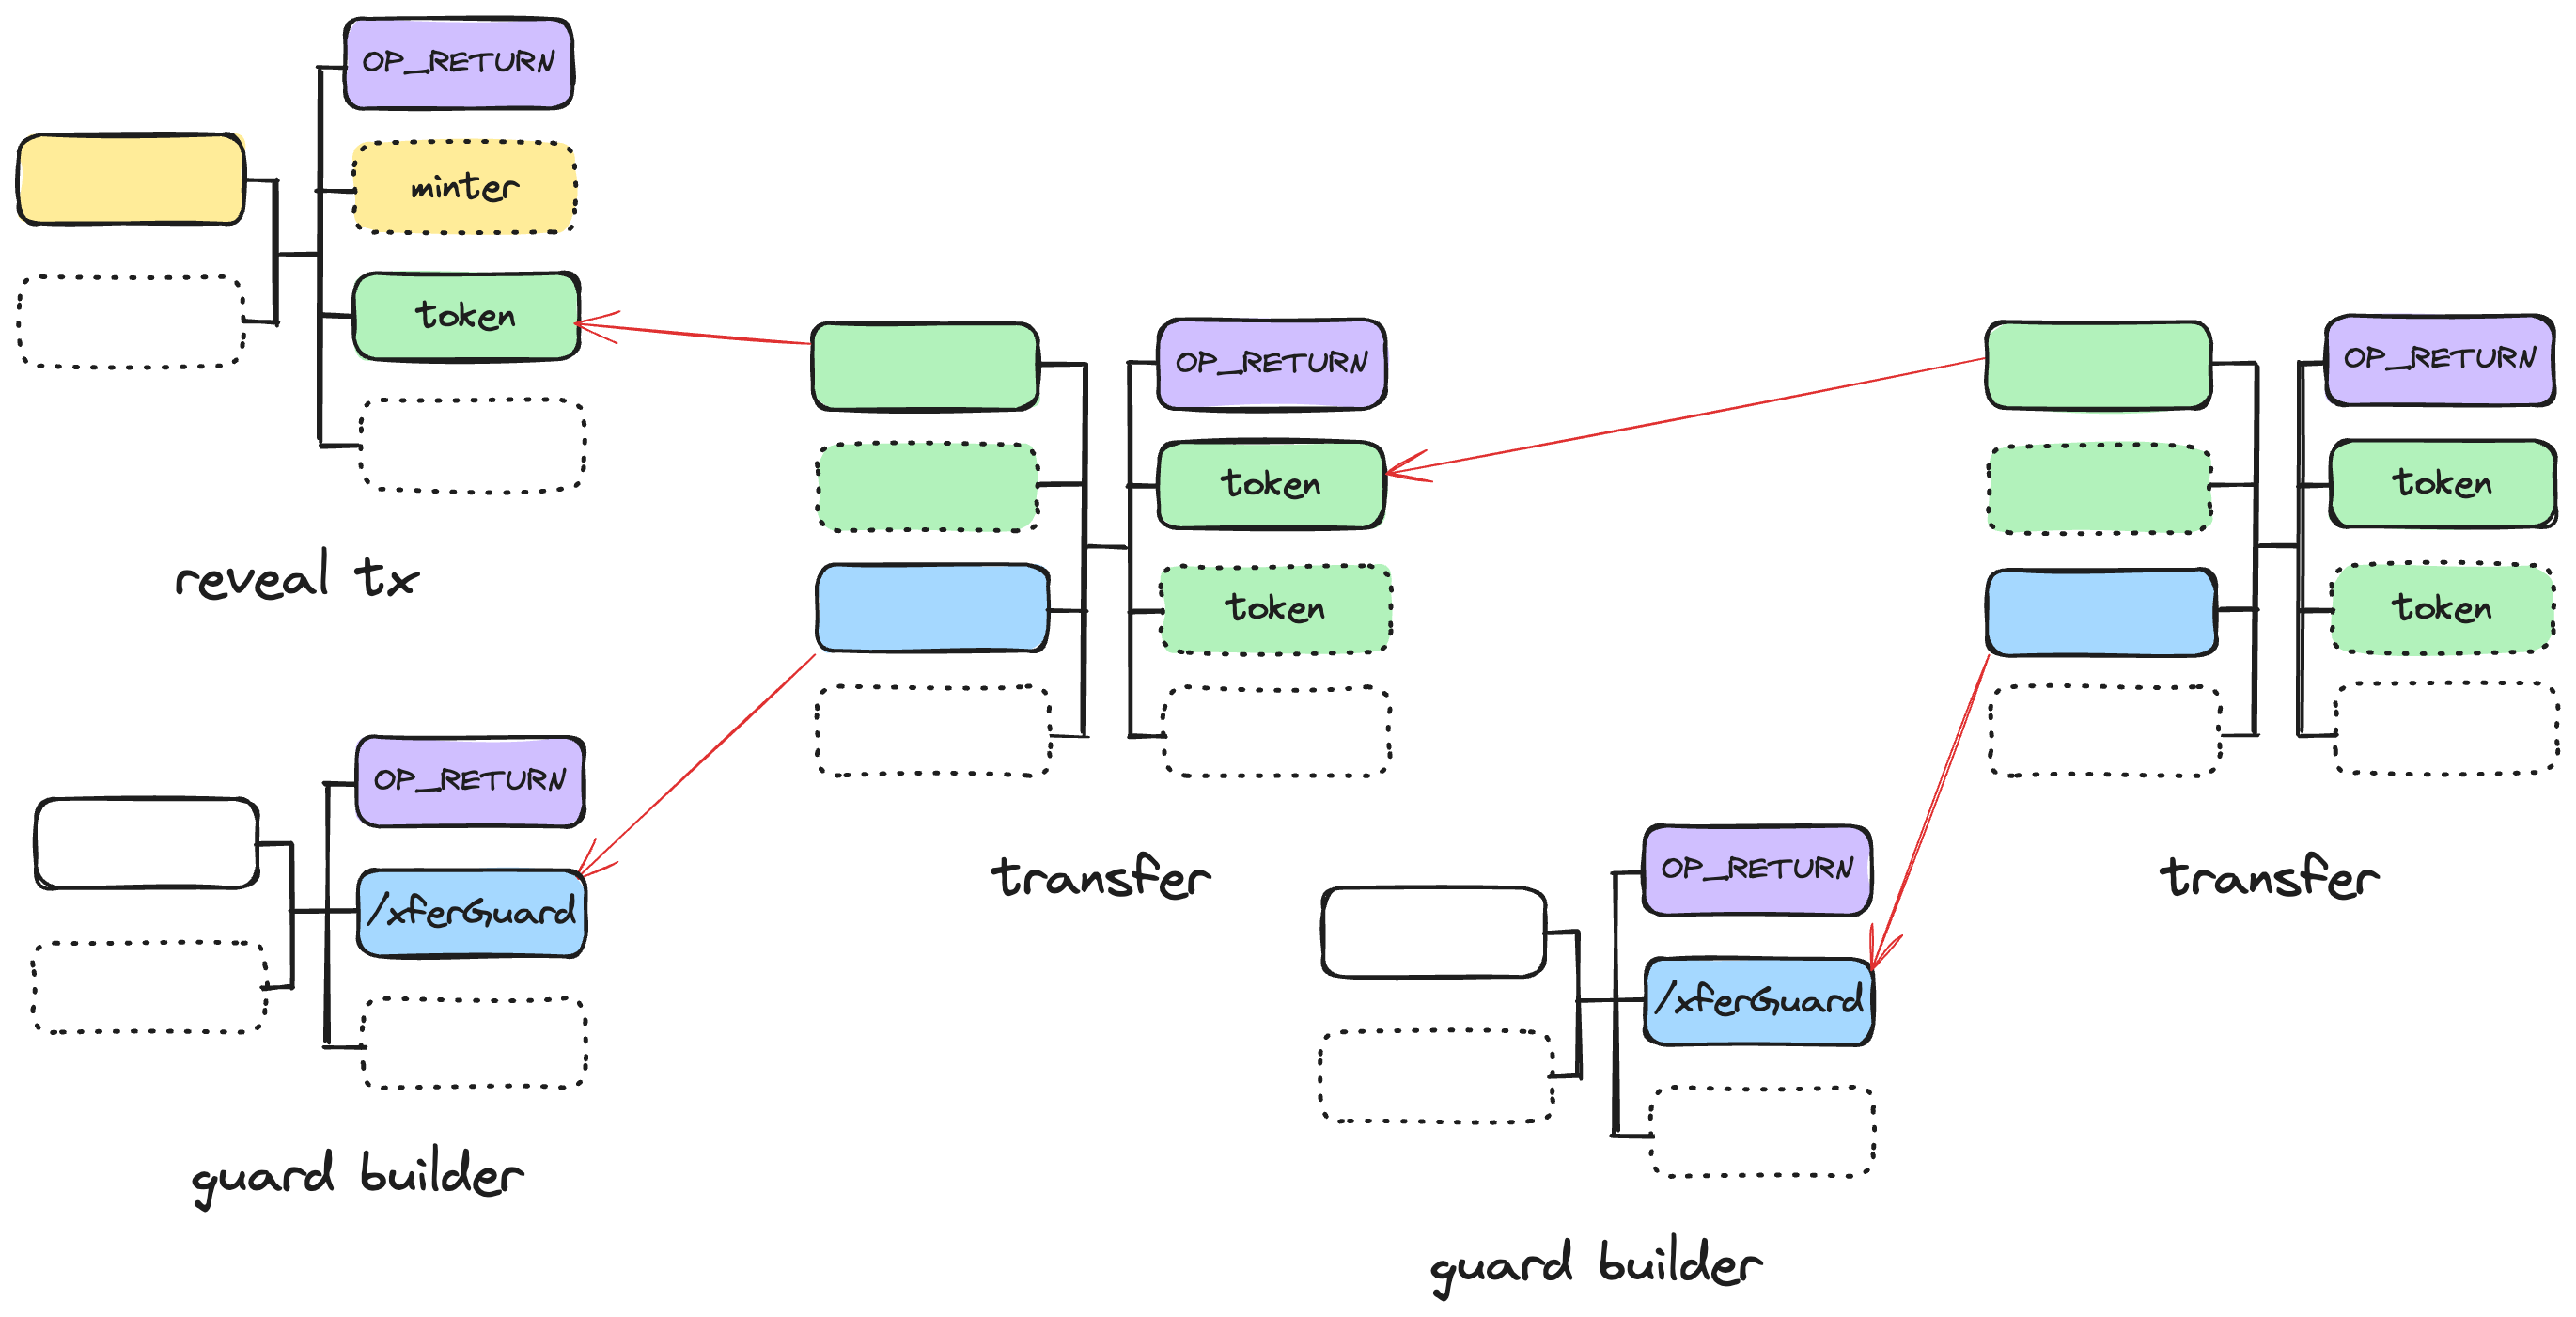 OP_RETURN
minter
token
reveal tx
OP_RETURN
/xferGuard
guard builder
OP_RETURN
token
token
transfer
OP_RETURN
/xferGuard
guard builder
OP_RETURN
token
token
transfer